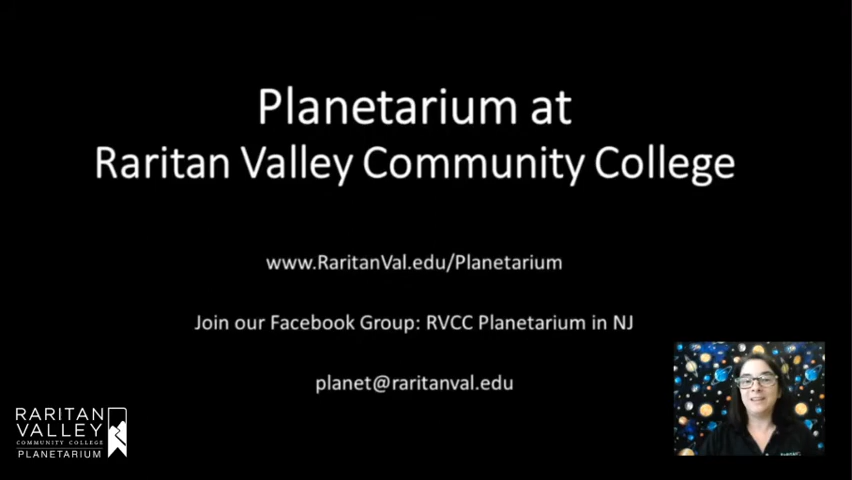 Planetarium at
Raritan Valley Community College
www.RaritanVal.edu/Planetarium
Join our Facebook Group: RVCC Planetarium in NJ
planet@raritanval.edu
RARITAN
VALLEY
COMMUNITY COLLEGE
PLANETARIUM